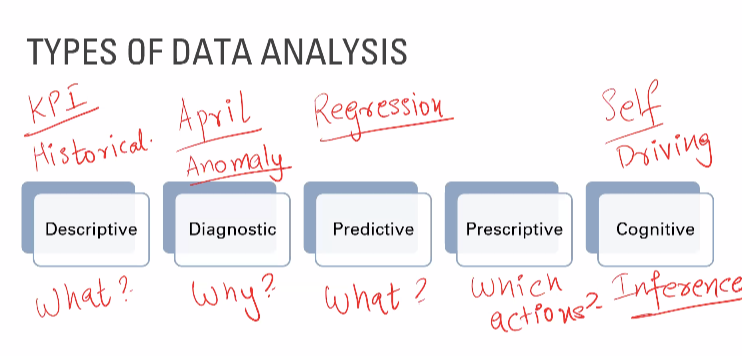 TYPES OF DATA ANALYSIS
KPI
Historical.
April
Anomaly
Regression
Self
Driving
Descriptive
Diagnostic
Predictive
Prescriptive
Cognitive
What?
Why?
What?
which
actions?
Inference